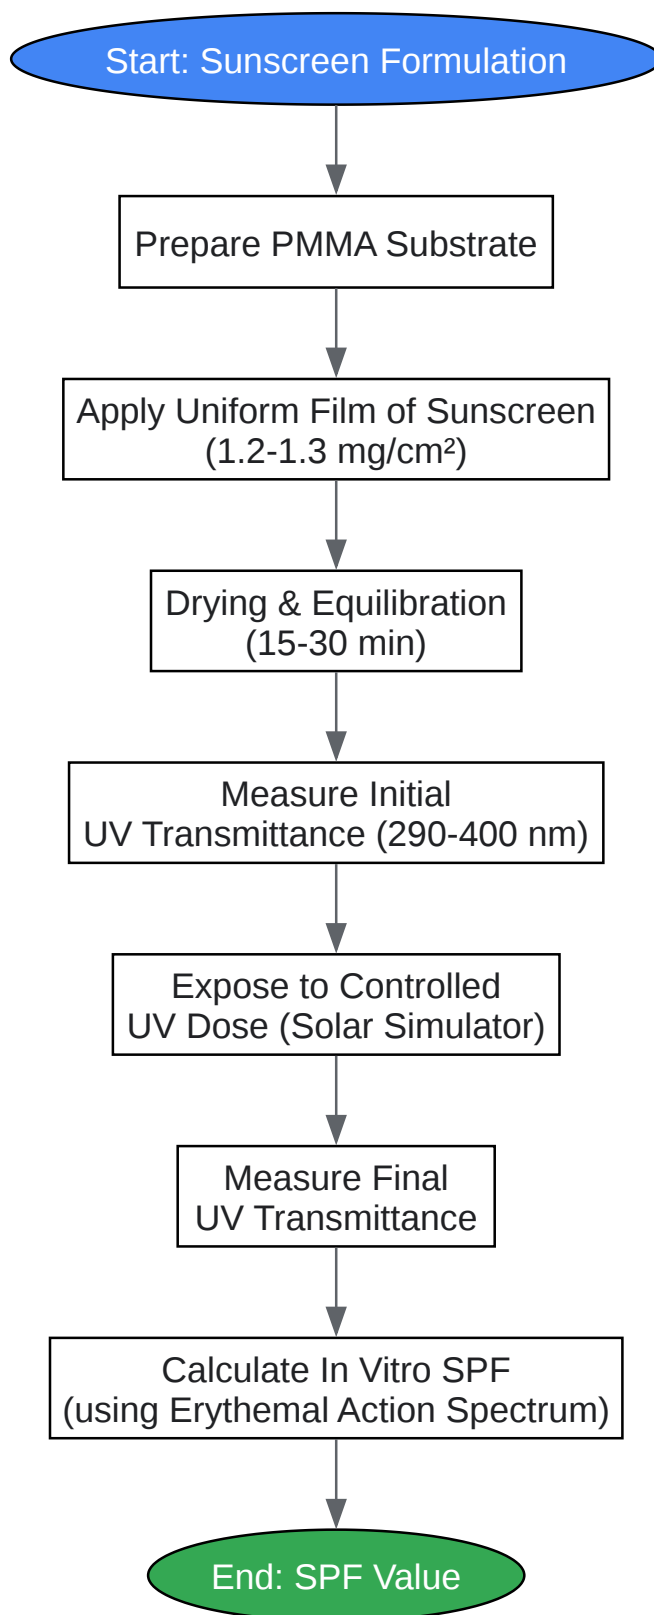 Start: Sunscreen Formulation
Prepare PMMA Substrate
Apply Uniform Film of Sunscreen
(1.2-1.3 mg/cm²)
Drying & Equilibration
(15-30 min)
Measure Initial
UV Transmittance (290-400 nm)
Expose to Controlled
UV Dose (Solar Simulator)
Measure Final
UV Transmittance
Calculate In Vitro SPF
(using Erythemal Action Spectrum)
End: SPF Value